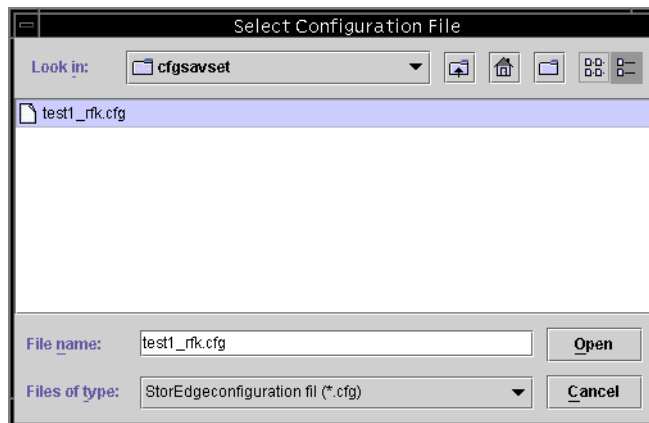 Select Configuration File
Look in: cfgsavset
test1_rfk.cfg
File name: test1_rfk.cfg Open
Files of type: StorEdgeconfiguration fil (*.cfg) Cancel